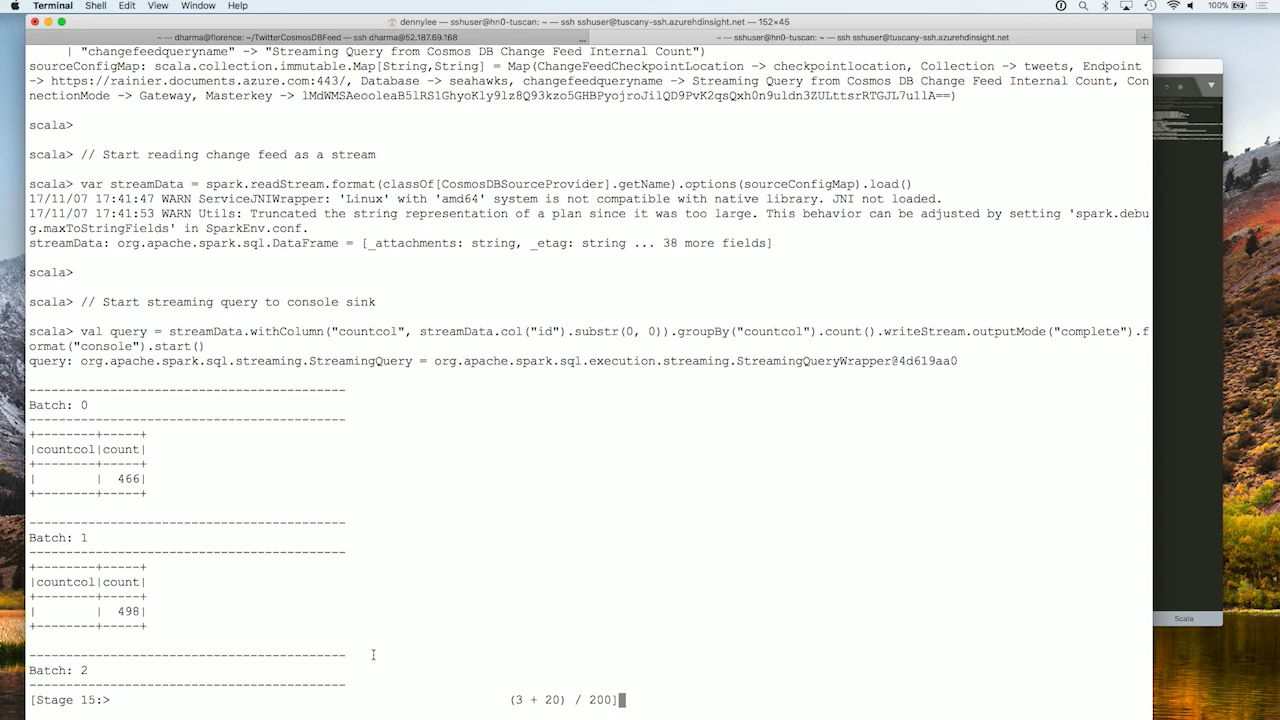 Terminal Shell Edit View Window Help 100%
dennylee — sshuser@hn0-tuscan: ~ — ssh sshuser@tuscany-ssh.azurehdinsight.net — 152×45
~ — dharma@florence: ~/TwitterCosmosDBFeed — ssh dharma@52.187.69.168 ... ~ — sshuser@hn0-tuscan: ~ — ssh sshuser@tuscany-ssh.azurehdinsight.net +
| "changefeedqueryname" -> "Streaming Query from Cosmos DB Change Feed Internal Count")
sourceConfigMap: scala.collection.immutable.Map[String,String] = Map(ChangeFeedCheckpointLocation -> checkpointlocation, Collection -> tweets, Endpoint
-> https://rainier.documents.azure.com:443/, Database -> seahawks, changefeedqueryname -> Streaming Query from Cosmos DB Change Feed Internal Count, Con
nectionMode -> Gateway, Masterkey ->
scala>
scala> // Start reading change feed as a stream
scala> var streamData = spark.readStream.format(classOf[CosmosDBSourceProvider].getName).options(sourceConfigMap).load()
17/11/07 17:41:47 WARN ServiceJNIWrapper: 'Linux' with 'amd64' system is not compatible with native library. JNI not loaded.
17/11/07 17:41:53 WARN Utils: Truncated the string representation of a plan since it was too large. This behavior can be adjusted by setting 'spark.debu
g.maxToStringFields' in SparkEnv.conf.
streamData: org.apache.spark.sql.DataFrame = [_attachments: string, _etag: string ... 38 more fields]
scala>
scala> // Start streaming query to console sink
scala> val query = streamData.withColumn("countcol", streamData.col("id").substr(0, 0)).groupBy("countcol").count().writeStream.outputMode("complete").f
ormat("console").start()
query: org.apache.spark.sql.streaming.StreamingQuery = org.apache.spark.sql.execution.streaming.StreamingQueryWrapper@4d619aa0
-------------------------------------------
Batch: 0
-------------------------------------------
+--------+-----+
|countcol|count|
+--------+-----+
|        |  466|
+--------+-----+
-------------------------------------------
Batch: 1
-------------------------------------------
+--------+-----+
|countcol|count|
+--------+-----+
|        |  498|
+--------+-----+
-------------------------------------------
Batch: 2
-------------------------------------------
[Stage 15:> (3 + 20) / 200]
Scala